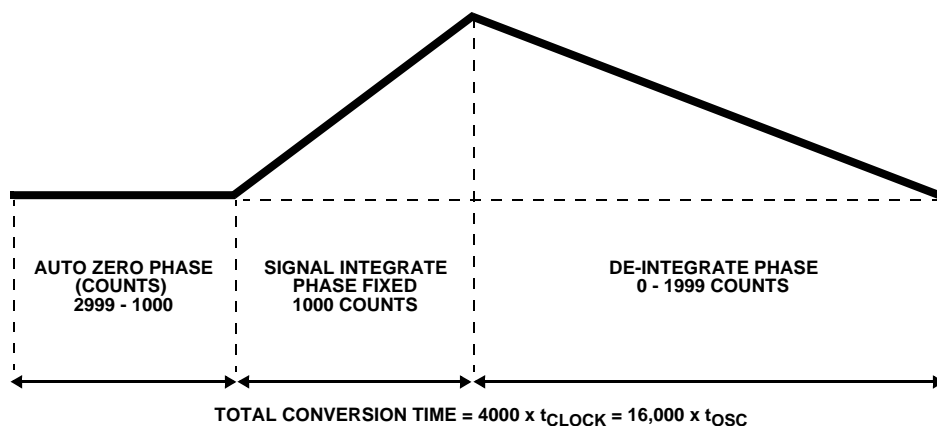 AUTO ZERO PHASE
(COUNTS)
2999 - 1000
SIGNAL INTEGRATE
PHASE FIXED
1000 COUNTS
DE-INTEGRATE PHASE
0 - 1999 COUNTS
TOTAL CONVERSION TIME = 4000 x tCLOCK = 16,000 x tOSC